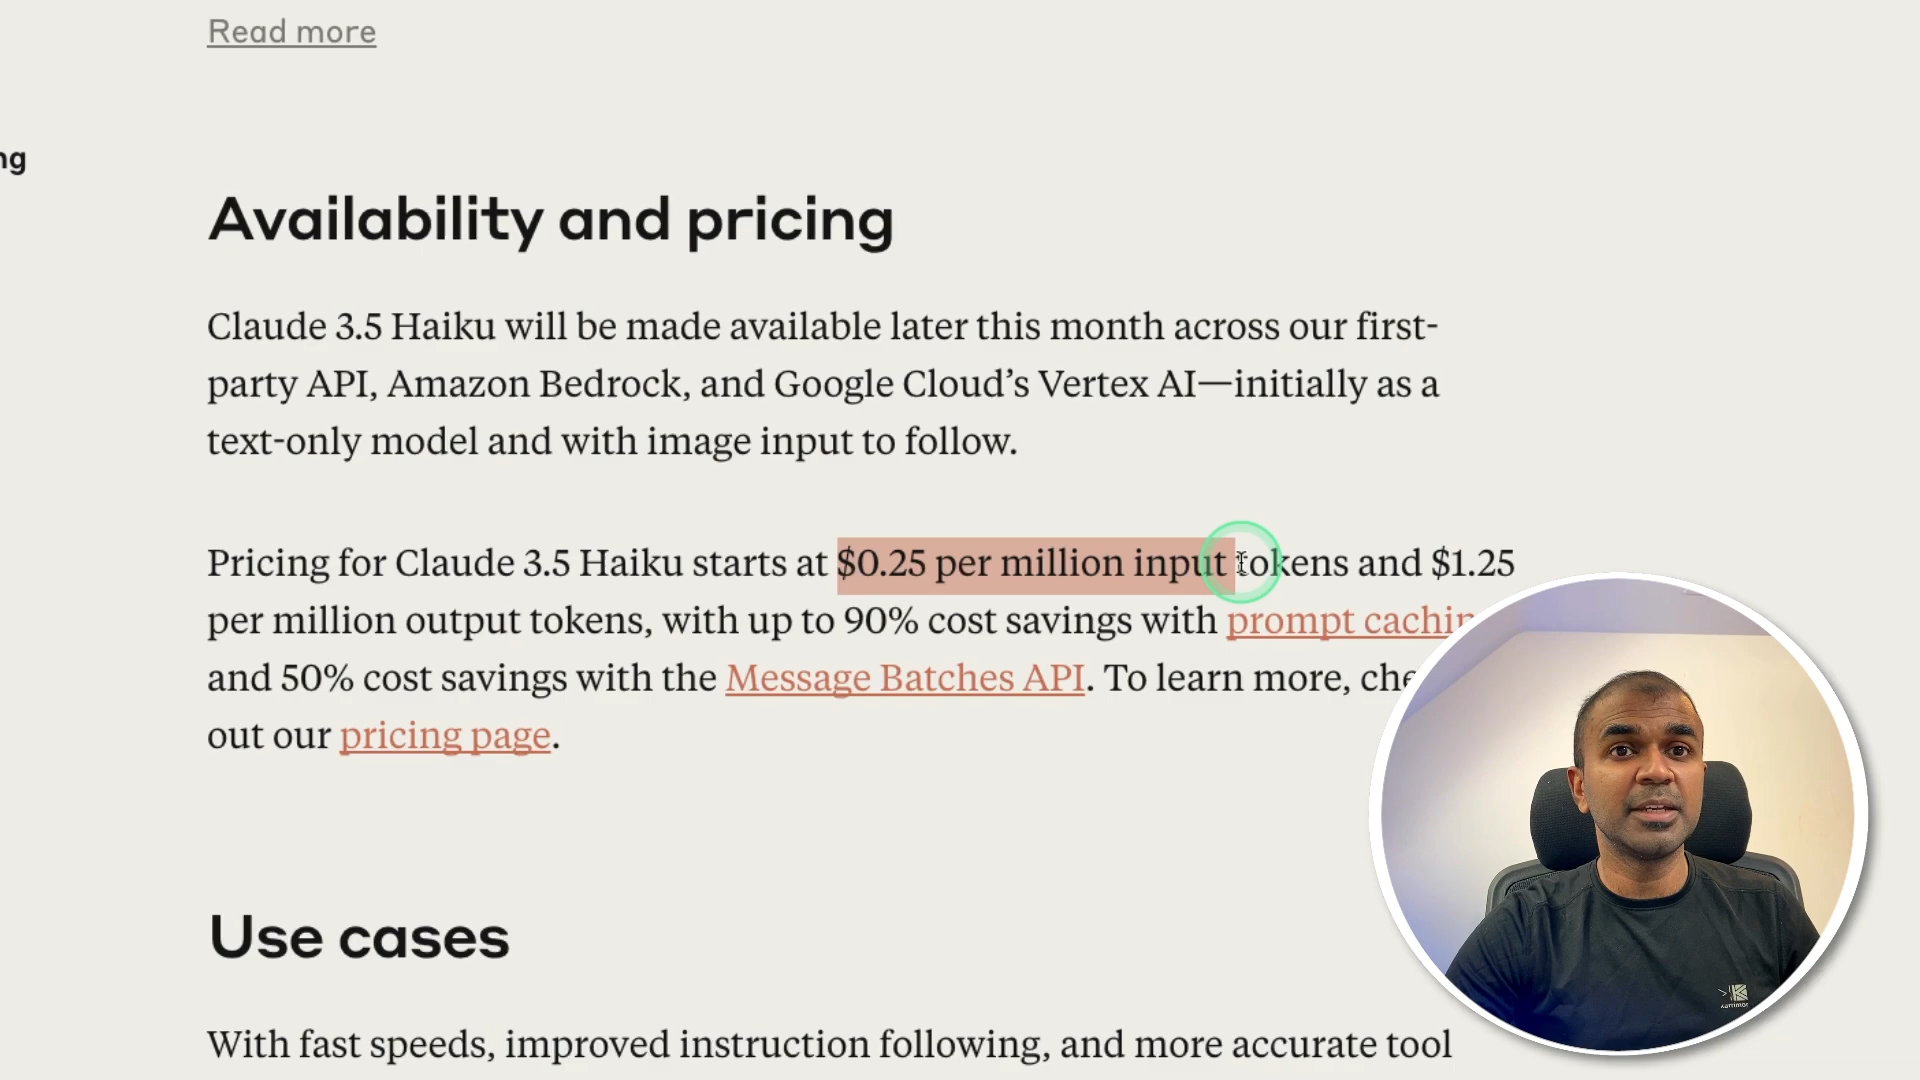 Read more
ng
Availability and pricing
Claude 3.5 Haiku will be made available later this month across our first-
party API, Amazon Bedrock, and Google Cloud’s Vertex AI—initially as a
text-only model and with image input to follow.
Pricing for Claude 3.5 Haiku starts at $0.25 per million input tokens and $1.25
per million output tokens, with up to 90% cost savings with prompt cachin
and 50% cost savings with the Message Batches API. To learn more, che
out our pricing page.
Use cases
With fast speeds, improved instruction following, and more accurate tool